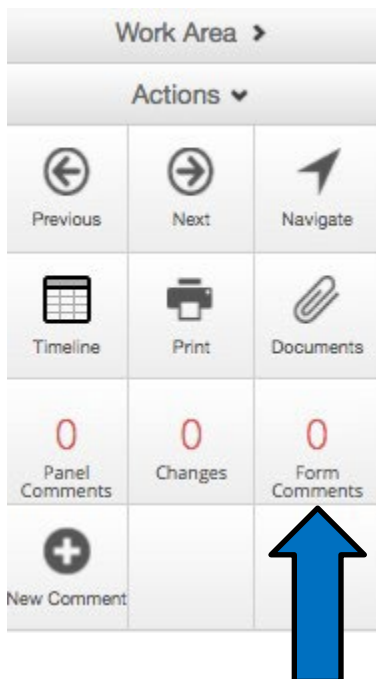 Work Area
Actions
Previous Next Navigate
Timeline Print Documents
0 0 0
Panel Changes Form
Comments Comments
New Comment